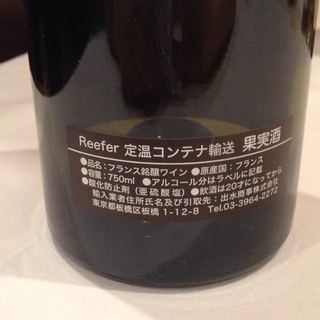 Reefer 定温コンテナ輸送 果実酒
●品名：フランス銘醸ワイン ●原産国：フランス
●容量：750ml ●アルコール分はラベルに記載
●酸化防止剤（亜硫酸塩）●飲酒は20才になってから
輸入業者住所氏名及び引取先：出水商事株式会社
東京都板橋区板橋 1-12-8 Tel.03-3964-2272